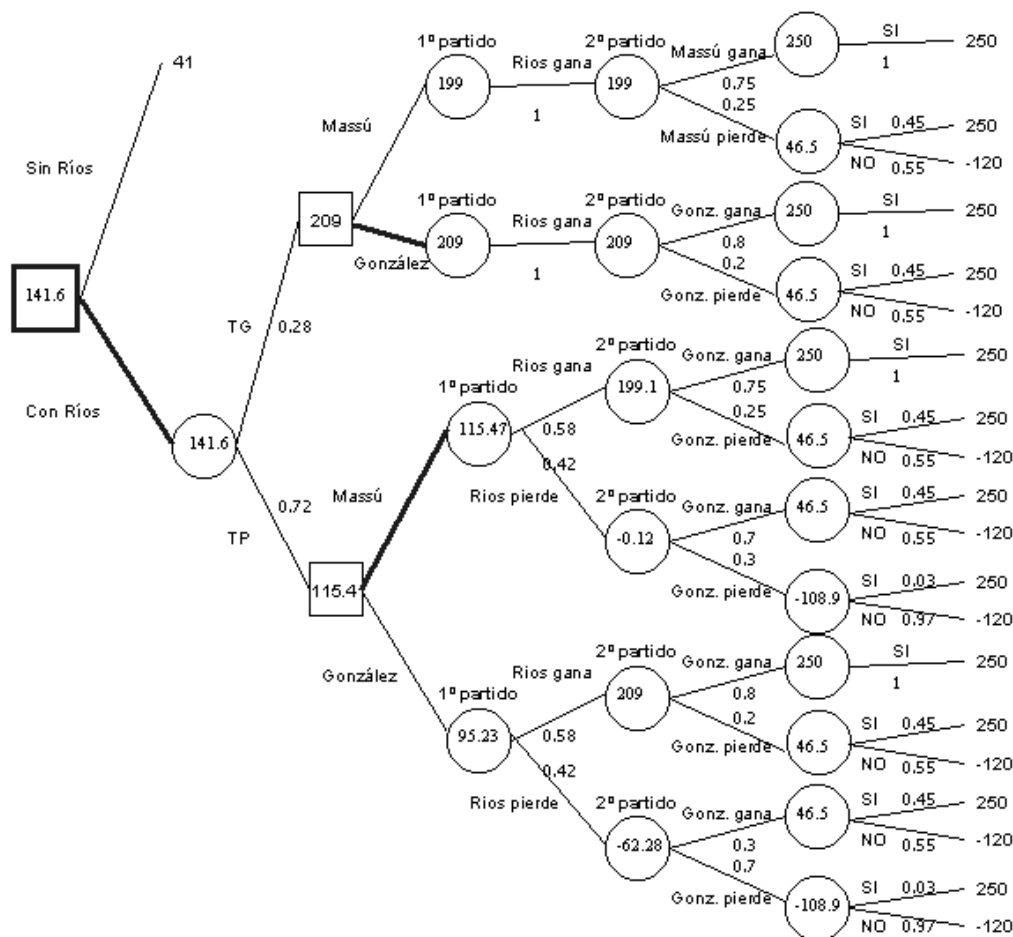 41
Sin Ríos
141.6
Con Ríos
141.6
TG 0.28
TP 0.72
209
Massú
González
1º partido
199
Rios gana
1
2º partido
199
Massú gana
0.75
0.25
Massú pierde
250
SI
1
250
46.5
SI 0.45
250
NO 0.55
-120
1º partido
209
Rios gana
1
2º partido
209
Gonz. gana
0.8
0.2
Gonz. pierde
250
SI
1
250
46.5
SI 0.45
250
NO 0.55
-120
115.4
Massú
González
1º partido
115.47
Rios gana
0.58
0.42
Rios pierde
2º partido
199.1
Gonz. gana
0.75
0.25
Gonz. pierde
250
SI
1
250
46.5
SI 0.45
250
NO 0.55
-120
2º partido
-0.12
Gonz. gana
0.7
0.3
Gonz. pierde
46.5
SI 0.45
250
NO 0.55
-120
-108.9
SI 0.03
250
NO 0.97
-120
1º partido
95.23
Rios gana
0.58
0.42
Rios pierde
2º partido
209
Gonz. gana
0.8
0.2
Gonz. pierde
250
SI
1
250
46.5
SI 0.45
250
NO 0.55
-120
2º partido
-62.28
Gonz. gana
0.3
0.7
Gonz. pierde
46.5
SI 0.45
250
NO 0.55
-120
-108.9
SI 0.03
250
NO 0.97
-120